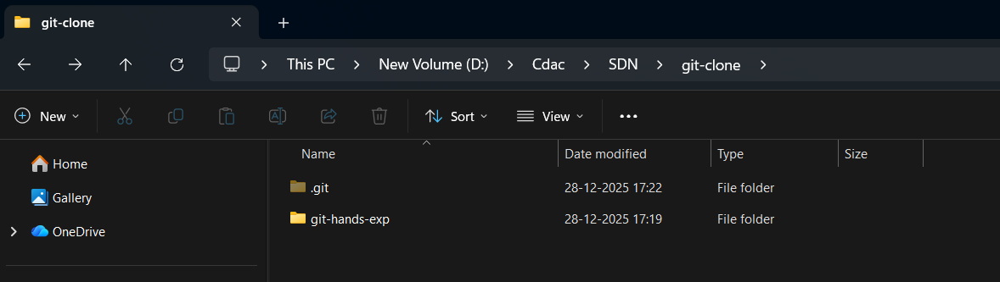 git-clone
This PC New Volume (D:) Cdac SDN git-clone
New Sort View
Home
Gallery
OneDrive
Name Date modified Type Size
.git 28-12-2025 17:22 File folder
git-hands-exp 28-12-2025 17:19 File folder